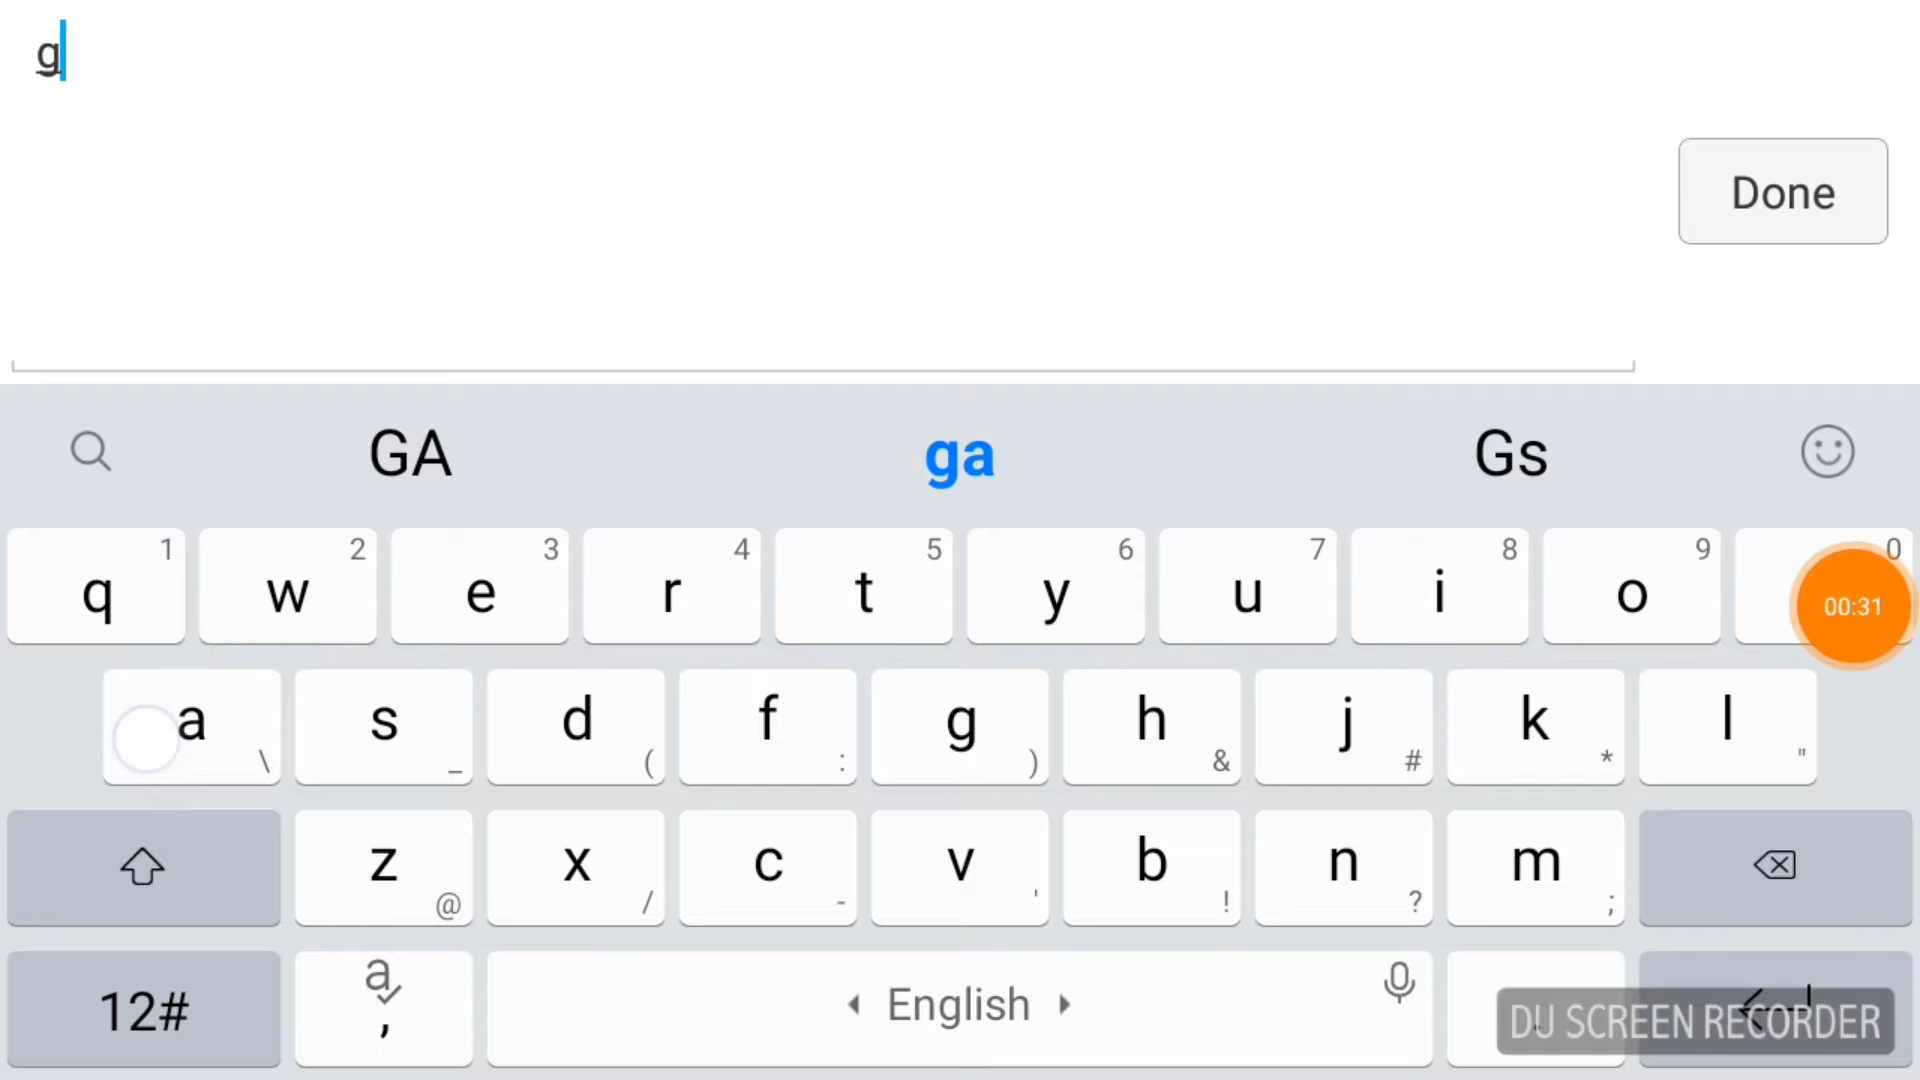 g
Done
GA ga Gs
1 2 3 4 5 6 7 8 9 0
q w e r t y u i o
00:31
a s d f g h j k l
\ _ ( : ) & # * "
z x c v b n m
@ / - ' ! ? ;
12# a , English .
DU SCREEN RECORDER